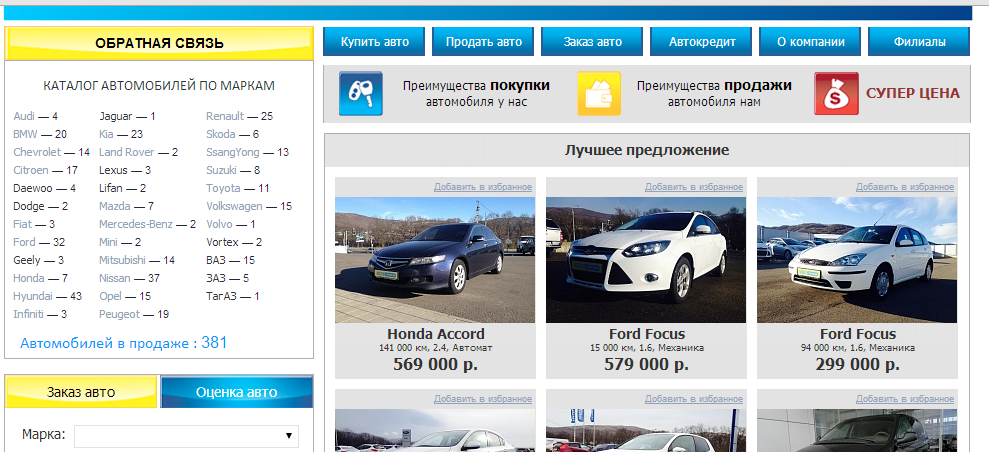 ОБРАТНАЯ СВЯЗЬ
КАТАЛОГ АВТОМОБИЛЕЙ ПО МАРКАМ
Audi — 4
BMW — 20
Chevrolet — 14
Citroen — 17
Daewoo — 4
Dodge — 2
Fiat — 3
Ford — 32
Geely — 3
Honda — 7
Hyundai — 43
Infiniti — 3
Jaguar — 1
Kia — 23
Land Rover — 2
Lexus — 3
Lifan — 2
Mazda — 7
Mercedes-Benz — 2
Mini — 2
Mitsubishi — 14
Nissan — 37
Opel — 15
Peugeot — 19
Renault — 25
Skoda — 6
SsangYong — 13
Suzuki — 8
Toyota — 11
Volkswagen — 15
Volvo — 1
Vortex — 2
ВАЗ — 15
ЗАЗ — 5
ТагАЗ — 1
Автомобилей в продаже : 381
Заказ авто
Оценка авто
Марка:
Купить авто
Продать авто
Заказ авто
Автокредит
О компании
Филиалы
Преимущества покупки
автомобиля у нас
Преимущества продажи
автомобиля нам
СУПЕР ЦЕНА
Лучшее предложение
Добавить в избранное
Honda Accord
141 000 км, 2.4, Автомат
569 000 р.
Добавить в избранное
Ford Focus
15 000 км, 1.6, Механика
579 000 р.
Добавить в избранное
Ford Focus
94 000 км, 1.6, Механика
299 000 р.
Добавить в избранное
Добавить в избранное
Добавить в избранное